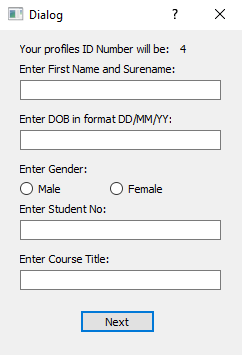 Dialog ?
Your profiles ID Number will be: 4
Enter First Name and Surename:
Enter DOB in format DD/MM/YY:
Enter Gender:
Male Female
Enter Student No:
Enter Course Title:
Next